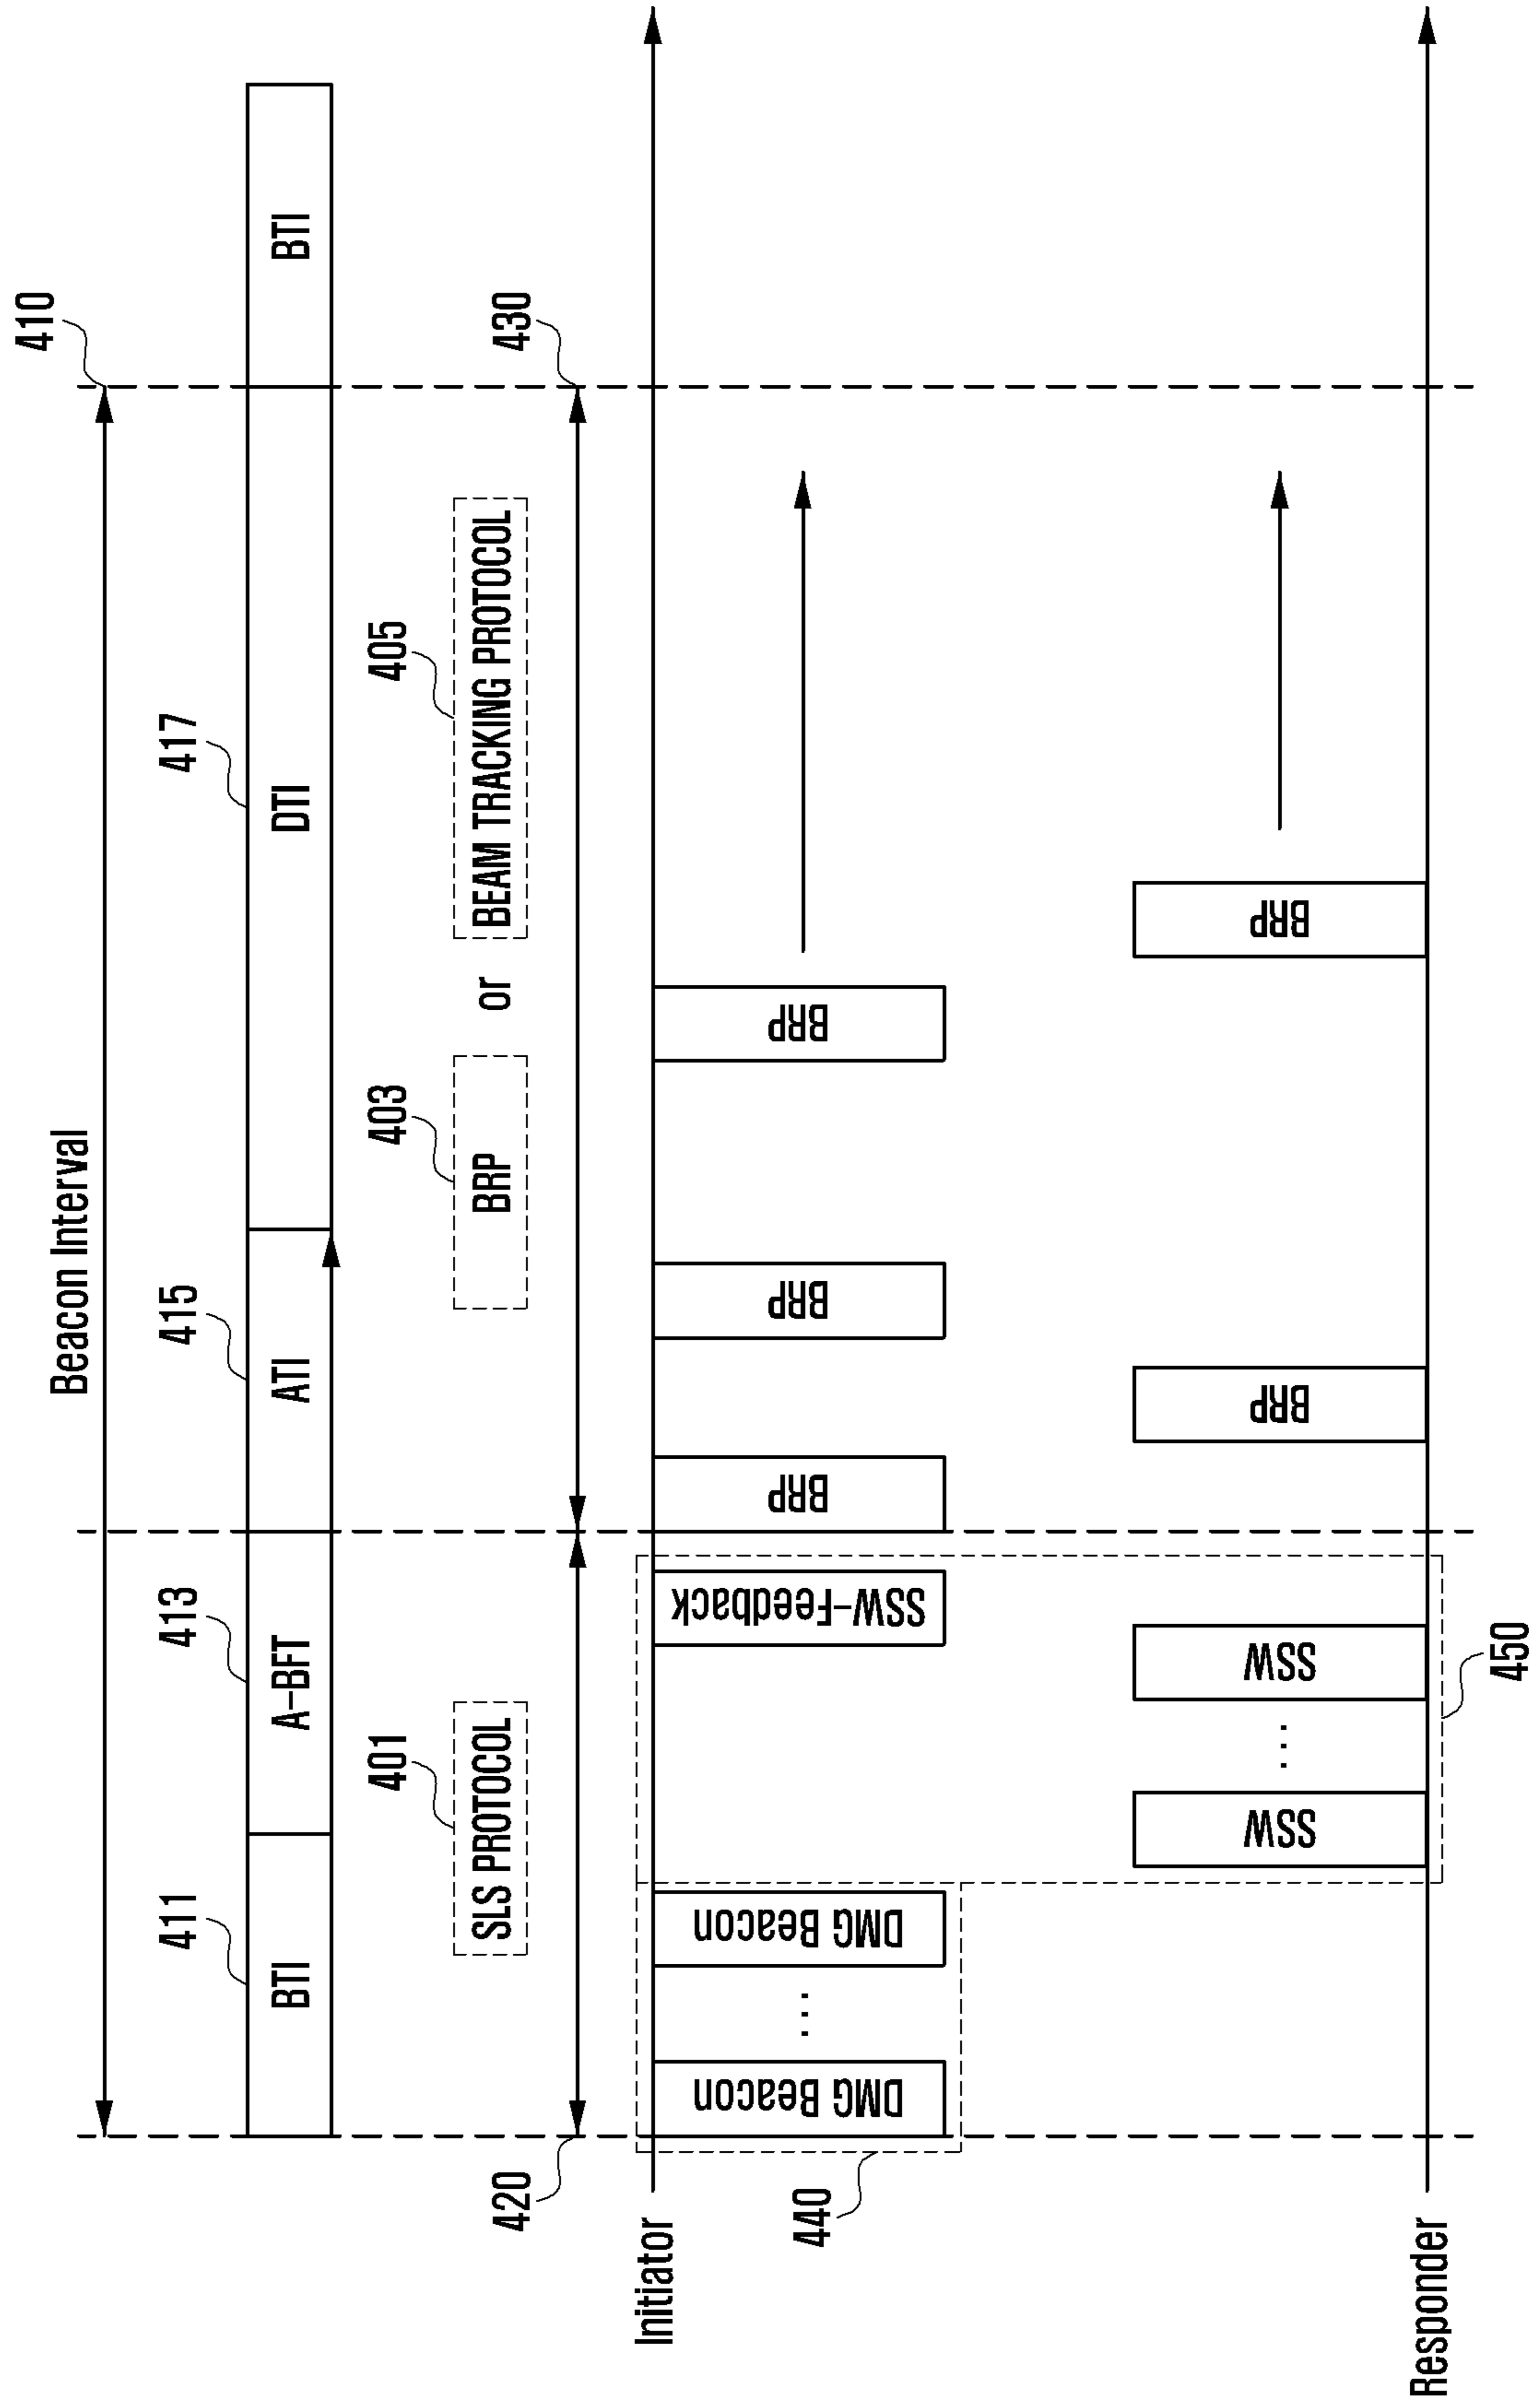 Beacon Interval
410
411
413
415
417
BTI
A-BFT
ATI
DTI
BTI
401
403
405
SLS PROTOCOL
BRP
or
BEAM TRACKING PROTOCOL
420
430
Initiator
DMG Beacon
...
DMG Beacon
SSW-Feedback
BRP
BRP
BRP
440
SSW
...
SSW
BRP
BRP
Responder
450